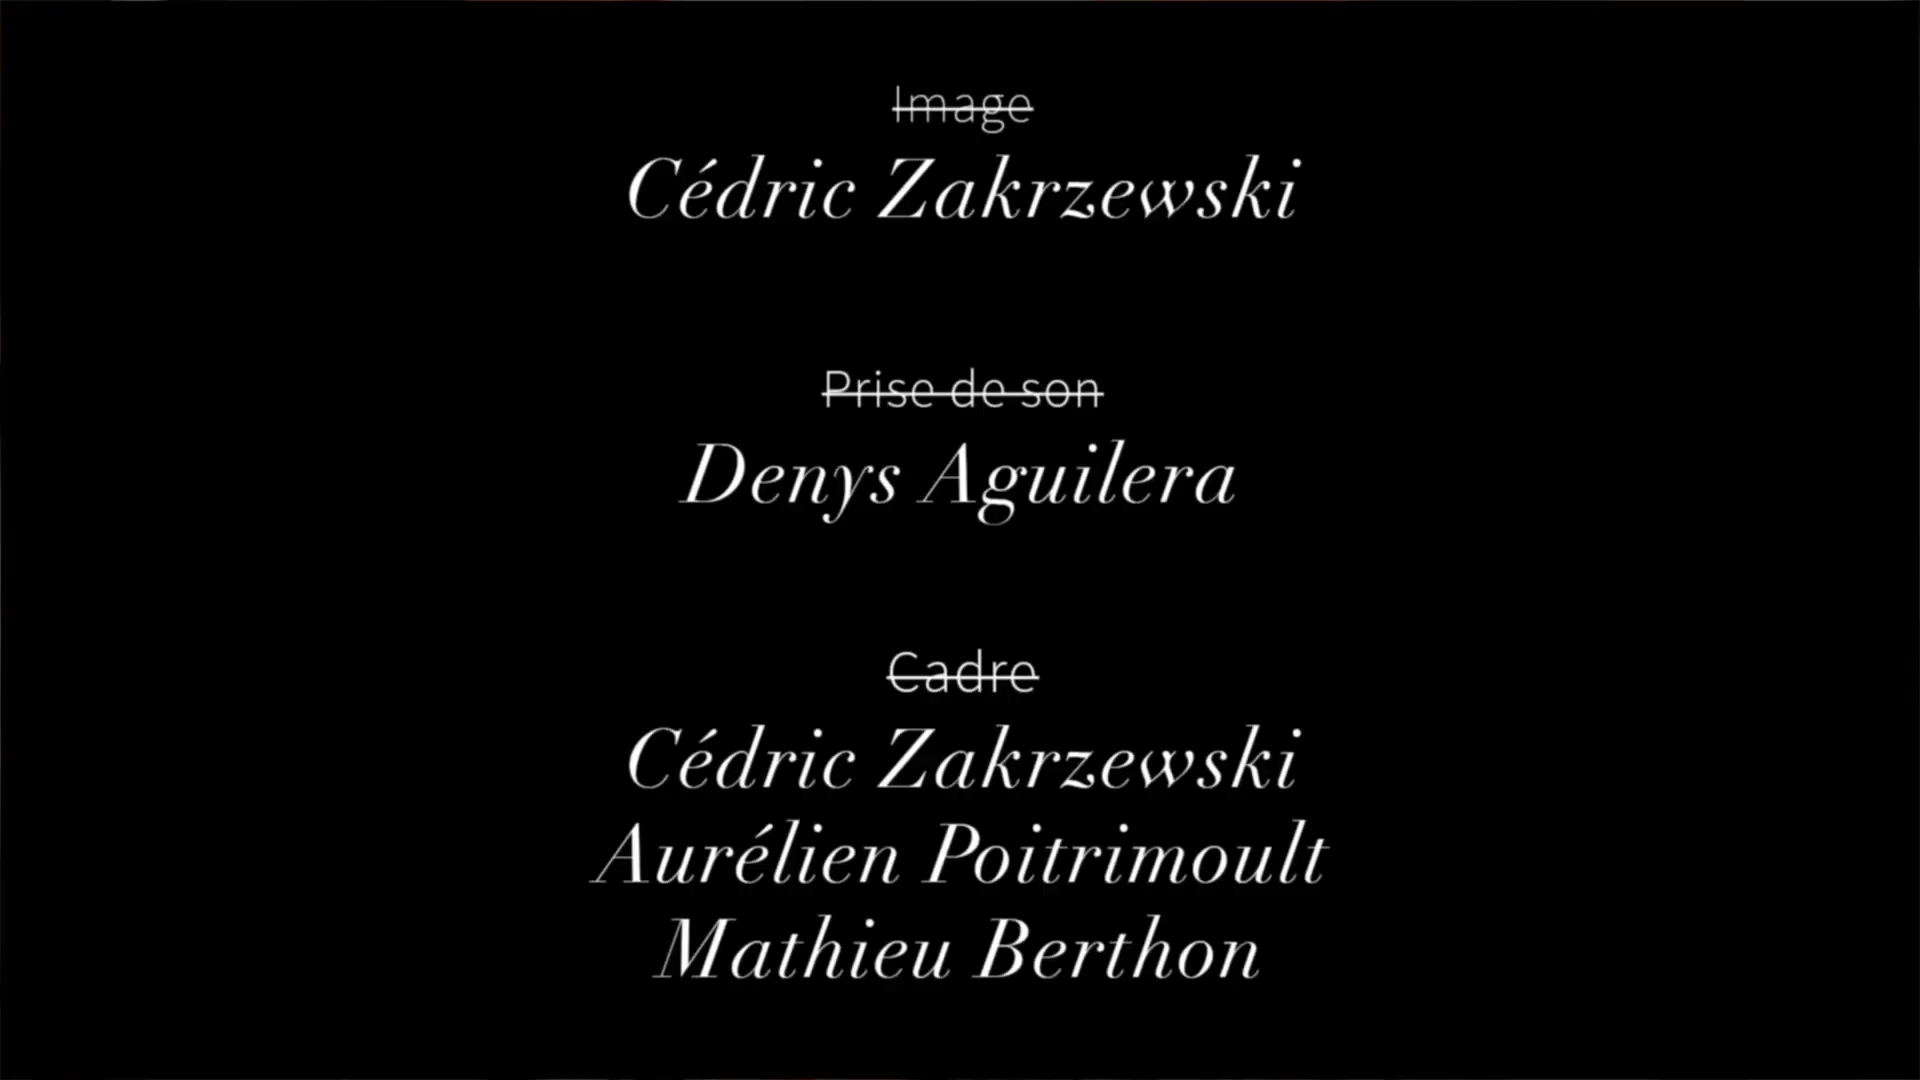 Image
Cédric Zakrzewski
Prise de son
Denys Aguilera
Cadre
Cédric Zakrzewski
Aurélien Poitrimoult
Mathieu Berthon